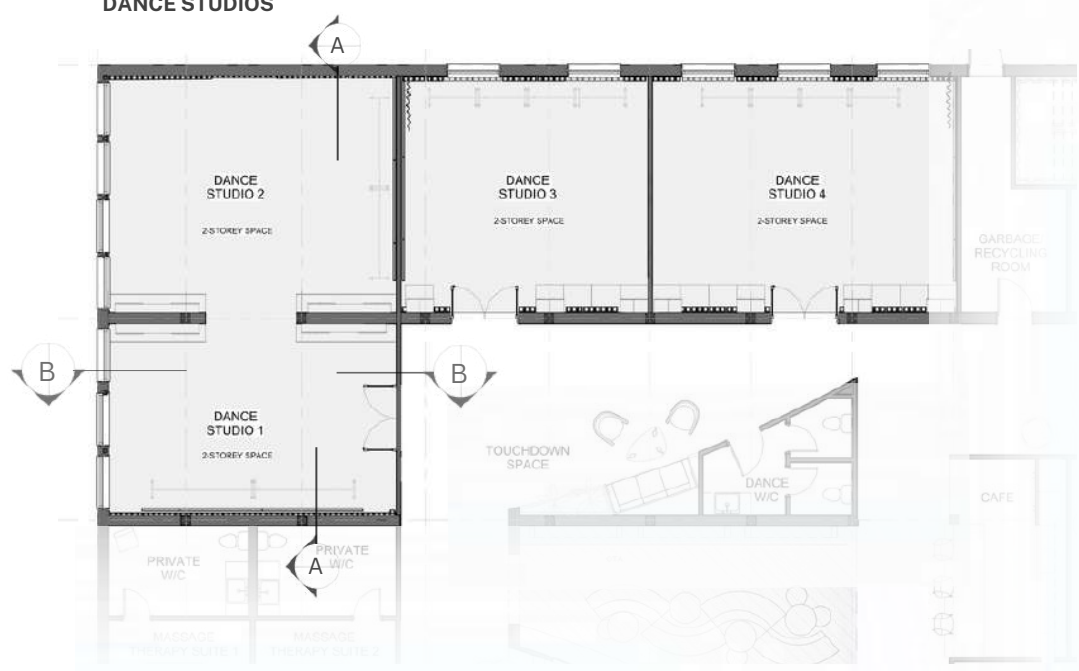 DANCE STUDIOS
A
DANCE
STUDIO 2
2-STOREY SPACE
DANCE
STUDIO 3
2-STOREY SPACE
DANCE
STUDIO 4
2-STOREY SPACE
GARBAGE
RECYCLING
ROOM
B
B
DANCE
STUDIO 1
2-STOREY SPACE
TOUCHDOWN
SPACE
DANCE
W/C
CAFE
PRIVATE
W/C
PRIVATE
W/C
A
MASSAGE
THERAPY SUITE 1
MASSAGE
THERAPY SUITE 2